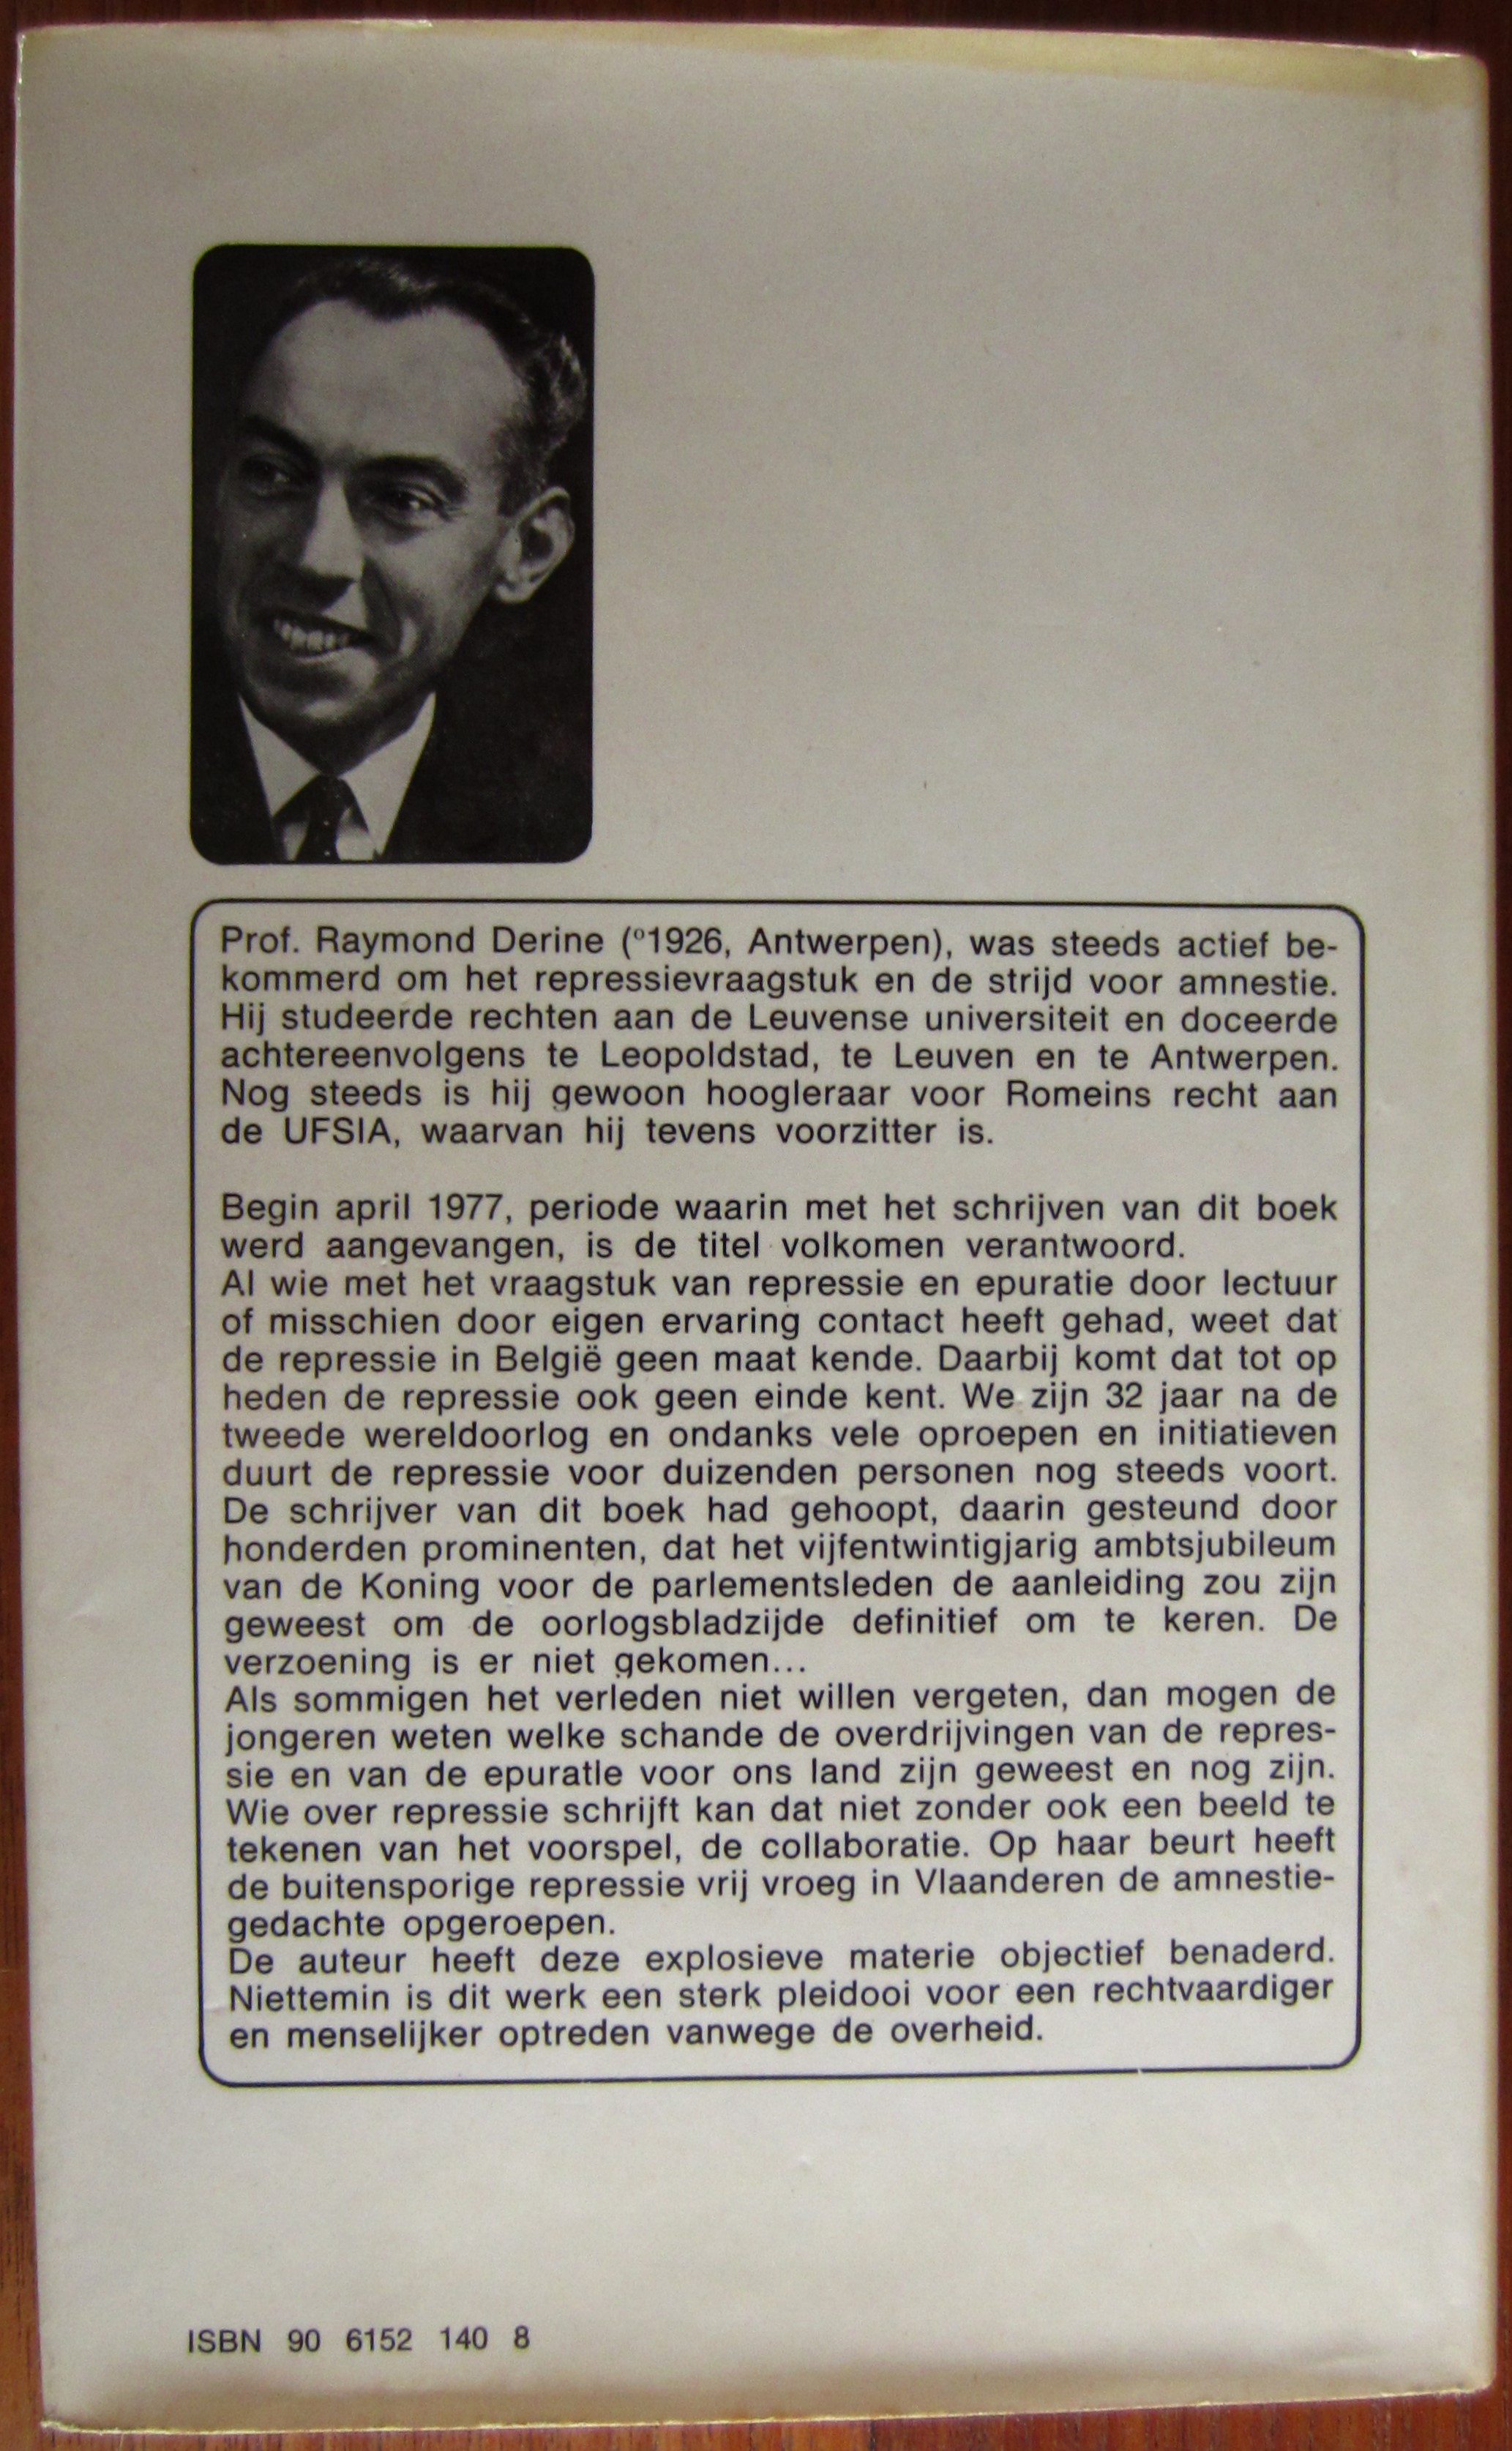 Prof. Raymond Derine (º1926, Antwerpen), was steeds actief be-
kommerd om het repressievraagstuk en de strijd voor amnestie.
Hij studeerde rechten aan de Leuvense universiteit en doceerde
achtereenvolgens te Leopoldstad, te Leuven en te Antwerpen.
Nog steeds is hij gewoon hoogleraar voor Romeins recht aan
de UFSIA, waarvan hij tevens voorzitter is.
Begin april 1977, periode waarin met het schrijven van dit boek
werd aangevangen, is de titel volkomen verantwoord.
Al wie met het vraagstuk van repressie en epuratie door lectuur
of misschien door eigen ervaring contact heeft gehad, weet dat
de repressie in België geen maat kende. Daarbij komt dat tot op
heden de repressie ook geen einde kent. We zijn 32 jaar na de
tweede wereldoorlog en ondanks vele oproepen en initiatieven
duurt de repressie voor duizenden personen nog steeds voort.
De schrijver van dit boek had gehoopt, daarin gesteund door
honderden prominenten, dat het vijfentwintigjarig ambtsjubileum
van de Koning voor de parlementsleden de aanleiding zou zijn
geweest om de oorlogsbladzijde definitief om te keren. De
verzoening is er niet gekomen...
Als sommigen het verleden niet willen vergeten, dan mogen de
jongeren weten welke schande de overdrijvingen van de repres-
sie en van de epuratie voor ons land zijn geweest en nog zijn.
Wie over repressie schrijft kan dat niet zonder ook een beeld te
tekenen van het voorspel, de collaboratie. Op haar beurt heeft
de buitensporige repressie vrij vroeg in Vlaanderen de amnestie-
gedachte opgeroepen.
De auteur heeft deze explosieve materie objectief benaderd.
Niettemin is dit werk een sterk pleidooi voor een rechtvaardiger
en menselijker optreden vanwege de overheid.
ISBN 90 6152 140 8